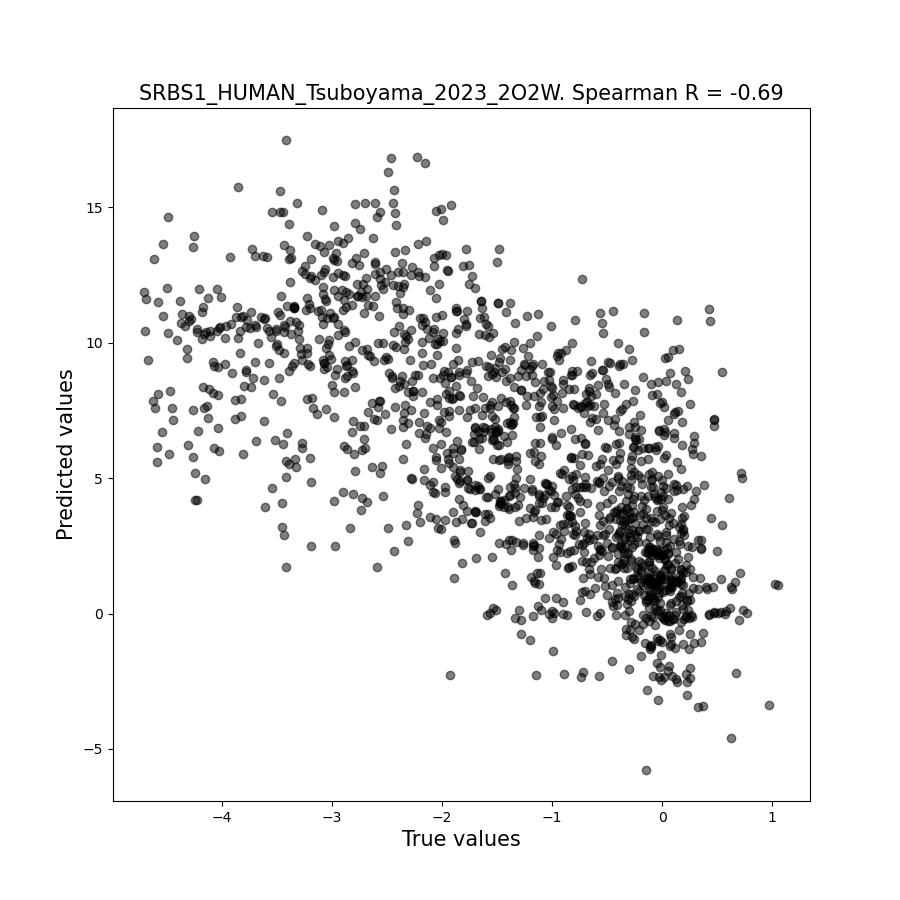 SRBS1_HUMAN_Tsuboyama_2023_2O2W. Spearman R = -0.69
15
10
5
0
−5
Predicted values
−4 −3 −2 −1 0 1
True values